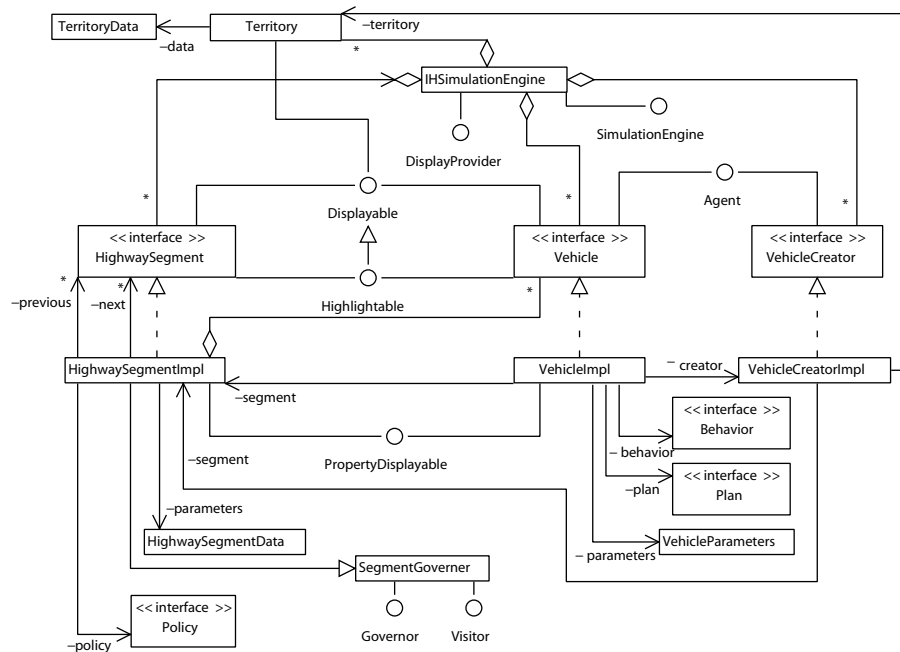 TerritoryData
Territory
–territory
–data
*
IHSimulationEngine
SimulationEngine
DisplayProvider
*
*
Agent
*
Displayable
<< interface >>
HighwaySegment
<< interface >>
Vehicle
<< interface >>
VehicleCreator
*
–previous
*
–next
*
Highlightable
HighwaySegmentImpl
VehicleImpl
– creator
VehicleCreatorImpl
–segment
<< interface >>
Behavior
–segment
PropertyDisplayable
– behavior
<< interface >>
Plan
–plan
–parameters
HighwaySegmentData
VehicleParameters
– parameters
SegmentGoverner
<< interface >>
Policy
Governor
Visitor
–policy